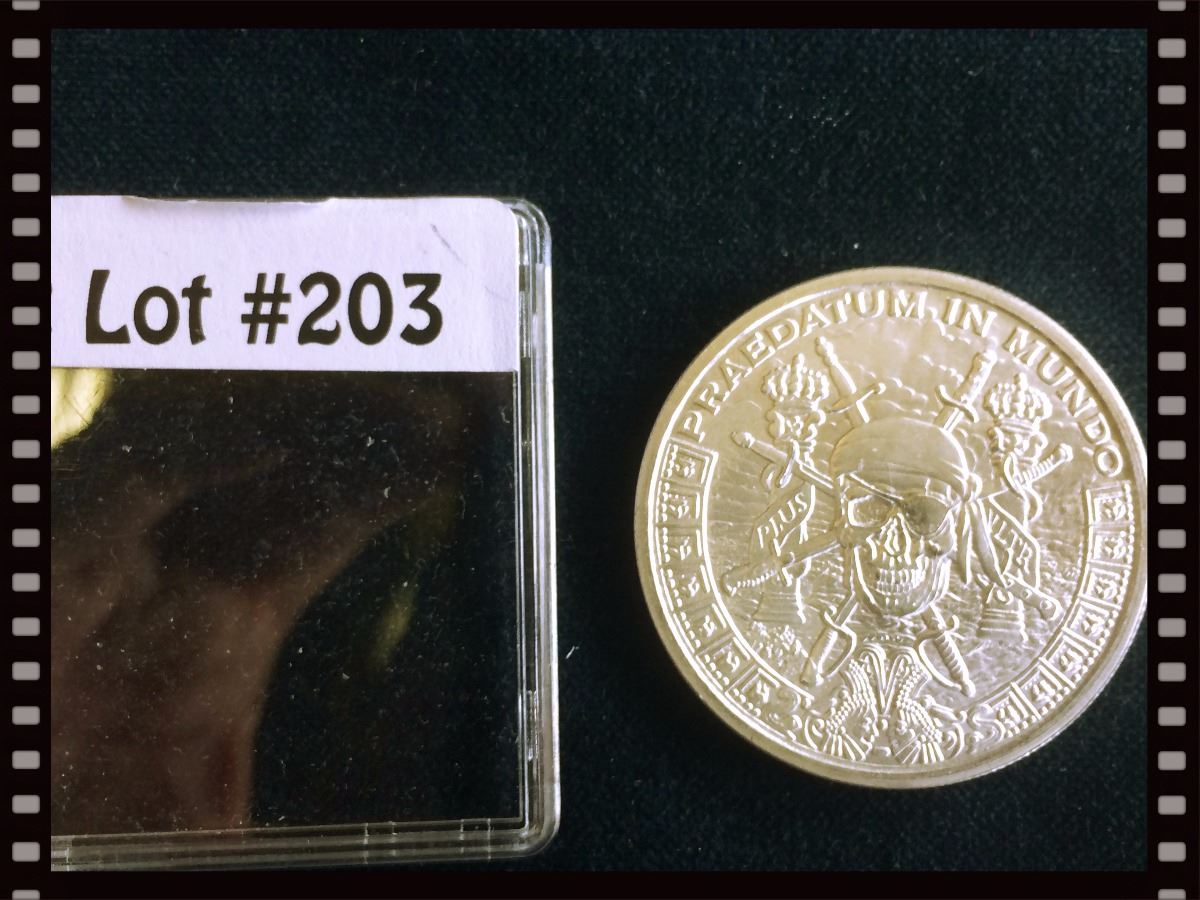 Lot #203
PRAEDATUM IN MUNDO
PLUS
ULTR